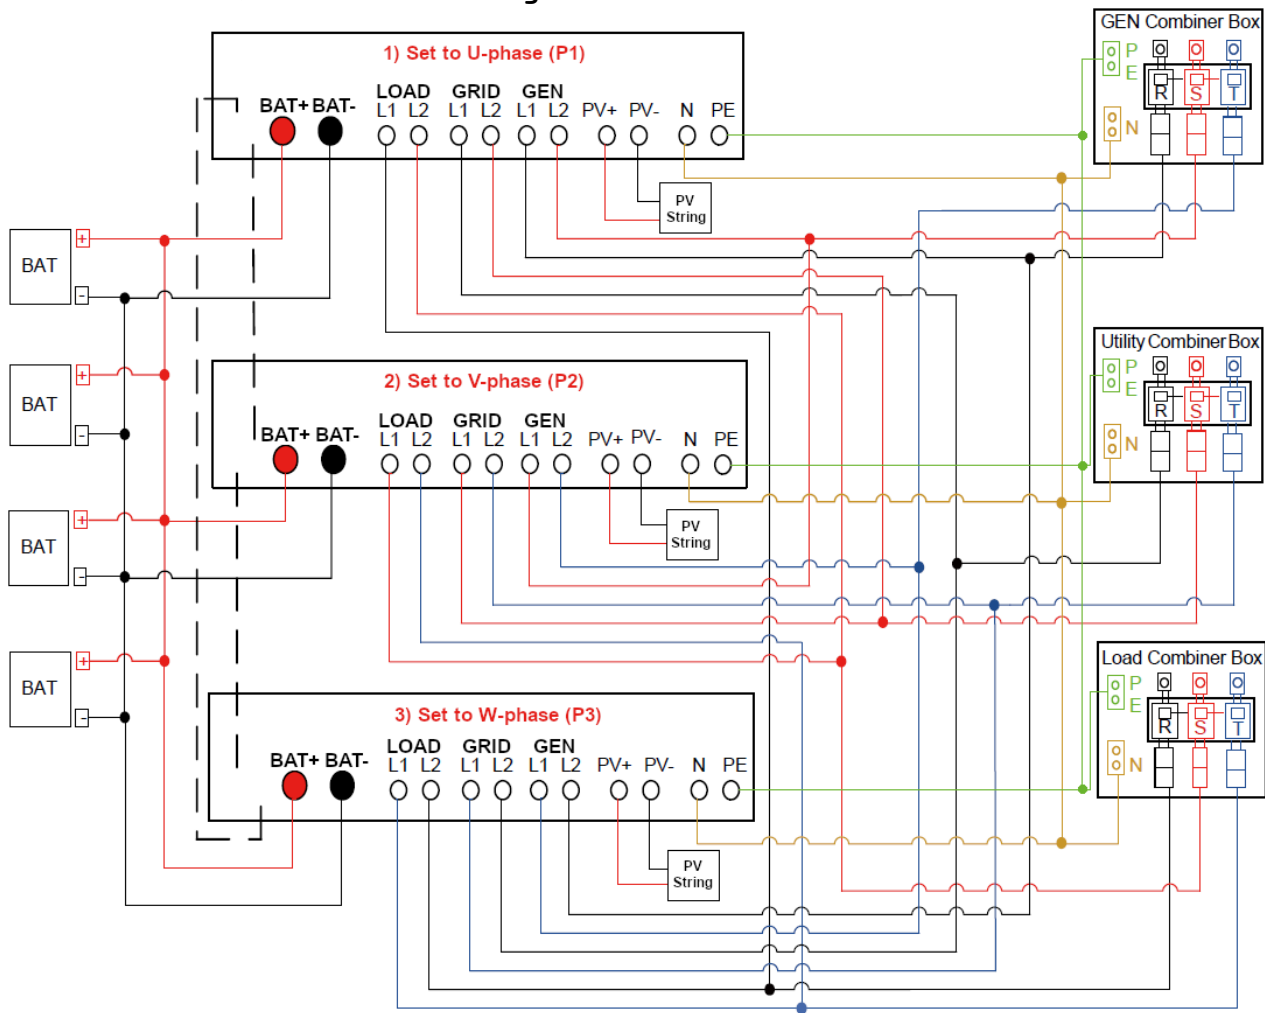 GEN Combiner Box
P
E
N
R
S
T
1) Set to U-phase (P1)
LOAD GRID GEN
BAT+ BAT- L1 L2 L1 L2 L1 L2 PV+ PV- N PE
PV
String
BAT
+
-
BAT
+
-
Utility Combiner Box
P
E
N
R
S
T
2) Set to V-phase (P2)
LOAD GRID GEN
BAT+ BAT- L1 L2 L1 L2 L1 L2 PV+ PV- N PE
PV
String
BAT
+
-
BAT
+
-
Load Combiner Box
P
E
N
R
S
T
3) Set to W-phase (P3)
LOAD GRID GEN
BAT+ BAT- L1 L2 L1 L2 L1 L2 PV+ PV- N PE
PV
String